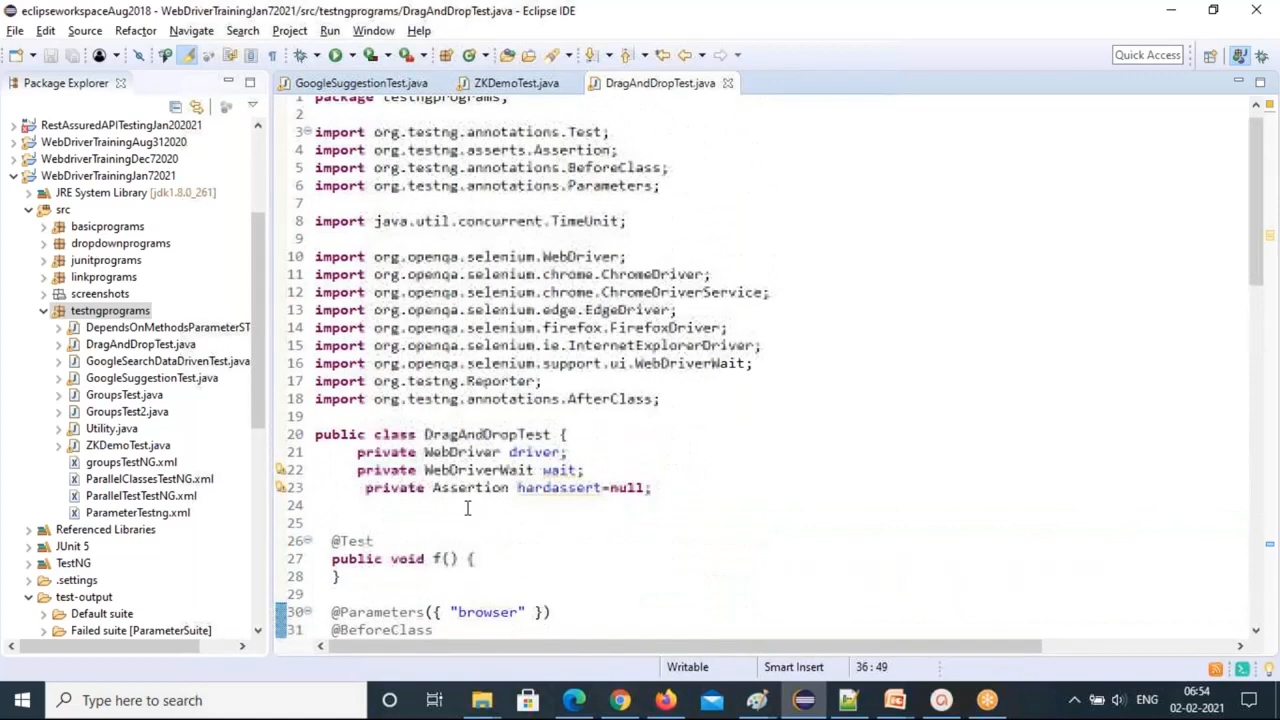 eclipseworkspaceAug2018 - WebDriverTrainingJan72021/src/testngprograms/DragAndDropTest.java - Eclipse IDE
File Edit Source Refactor Navigate Search Project Run Window Help
Quick Access
Package Explorer
GoogleSuggestionTest.java
ZKDemoTest.java
DragAndDropTest.java
RestAssuredAPITestingJan202021
WebDriverTrainingAug312020
WebdriverTrainingDec72020
WebDriverTrainingJan72021
JRE System Library [jdk1.8.0_261]
src
basicprograms
dropdownprograms
junitprograms
linkprograms
screenshots
testngprograms
DependsOnMethodsParameterST
DragAndDropTest.java
GoogleSearchDataDrivenTest.java
GoogleSuggestionTest.java
GroupsTest.java
GroupsTest2.java
Utility.java
ZKDemoTest.java
groupsTestNG.xml
ParallelClassesTestNG.xml
ParallelTestTestNG.xml
ParameterTestng.xml
Referenced Libraries
JUnit 5
TestNG
.settings
test-output
Default suite
Failed suite [ParameterSuite]
1 package testngprograms;
2
3 import org.testng.annotations.Test;
4 import org.testng.asserts.Assertion;
5 import org.testng.annotations.BeforeClass;
6 import org.testng.annotations.Parameters;
7
8 import java.util.concurrent.TimeUnit;
9
10 import org.openqa.selenium.WebDriver;
11 import org.openqa.selenium.chrome.ChromeDriver;
12 import org.openqa.selenium.chrome.ChromeDriverService;
13 import org.openqa.selenium.edge.EdgeDriver;
14 import org.openqa.selenium.firefox.FirefoxDriver;
15 import org.openqa.selenium.ie.InternetExplorerDriver;
16 import org.openqa.selenium.support.ui.WebDriverWait;
17 import org.testng.Reporter;
18 import org.testng.annotations.AfterClass;
19
20 public class DragAndDropTest {
21 private WebDriver driver;
22 private WebDriverWait wait;
23 private Assertion hardassert=null;
24
25
26 @Test
27 public void f() {
28 }
29
30 @Parameters({ "browser" })
31 @BeforeClass
Writable Smart Insert 36 : 49
Type here to search
ENG
06:54
02-02-2021